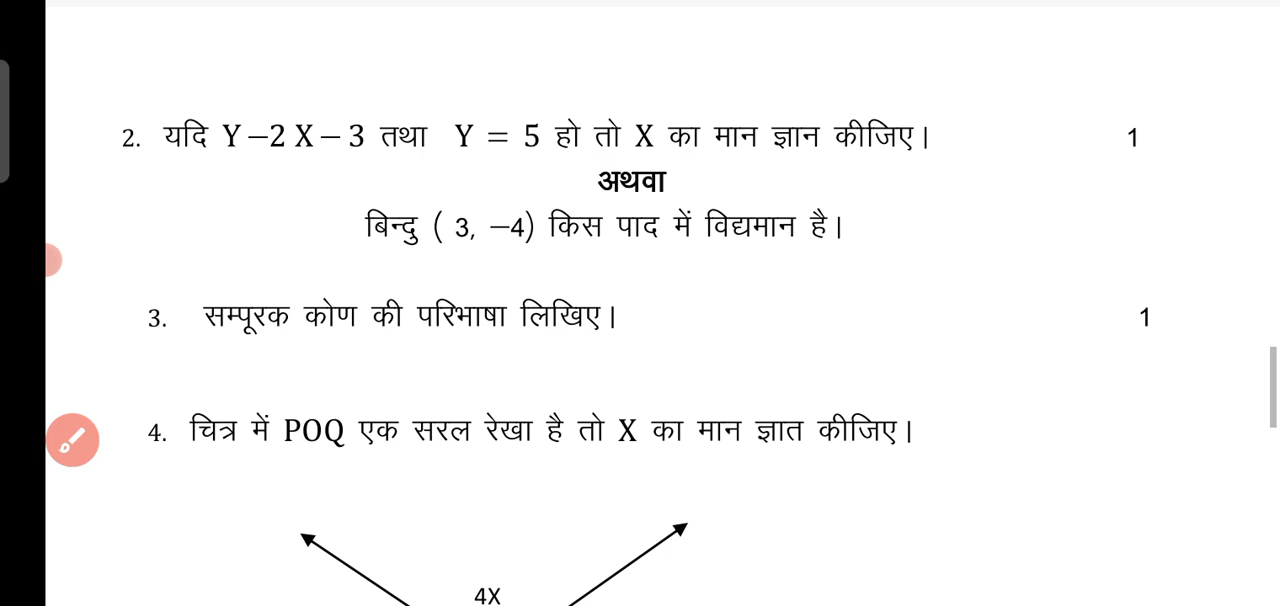 2. यदि Y–2 X– 3 तथा Y = 5 हो तो X का मान ज्ञान कीजिए। 1
अथवा
बिन्दु ( 3, –4) किस पाद में विद्यमान है।
3. सम्पूरक कोण की परिभाषा लिखिए। 1
4. चित्र में POQ एक सरल रेखा है तो X का मान ज्ञात कीजिए।
4X